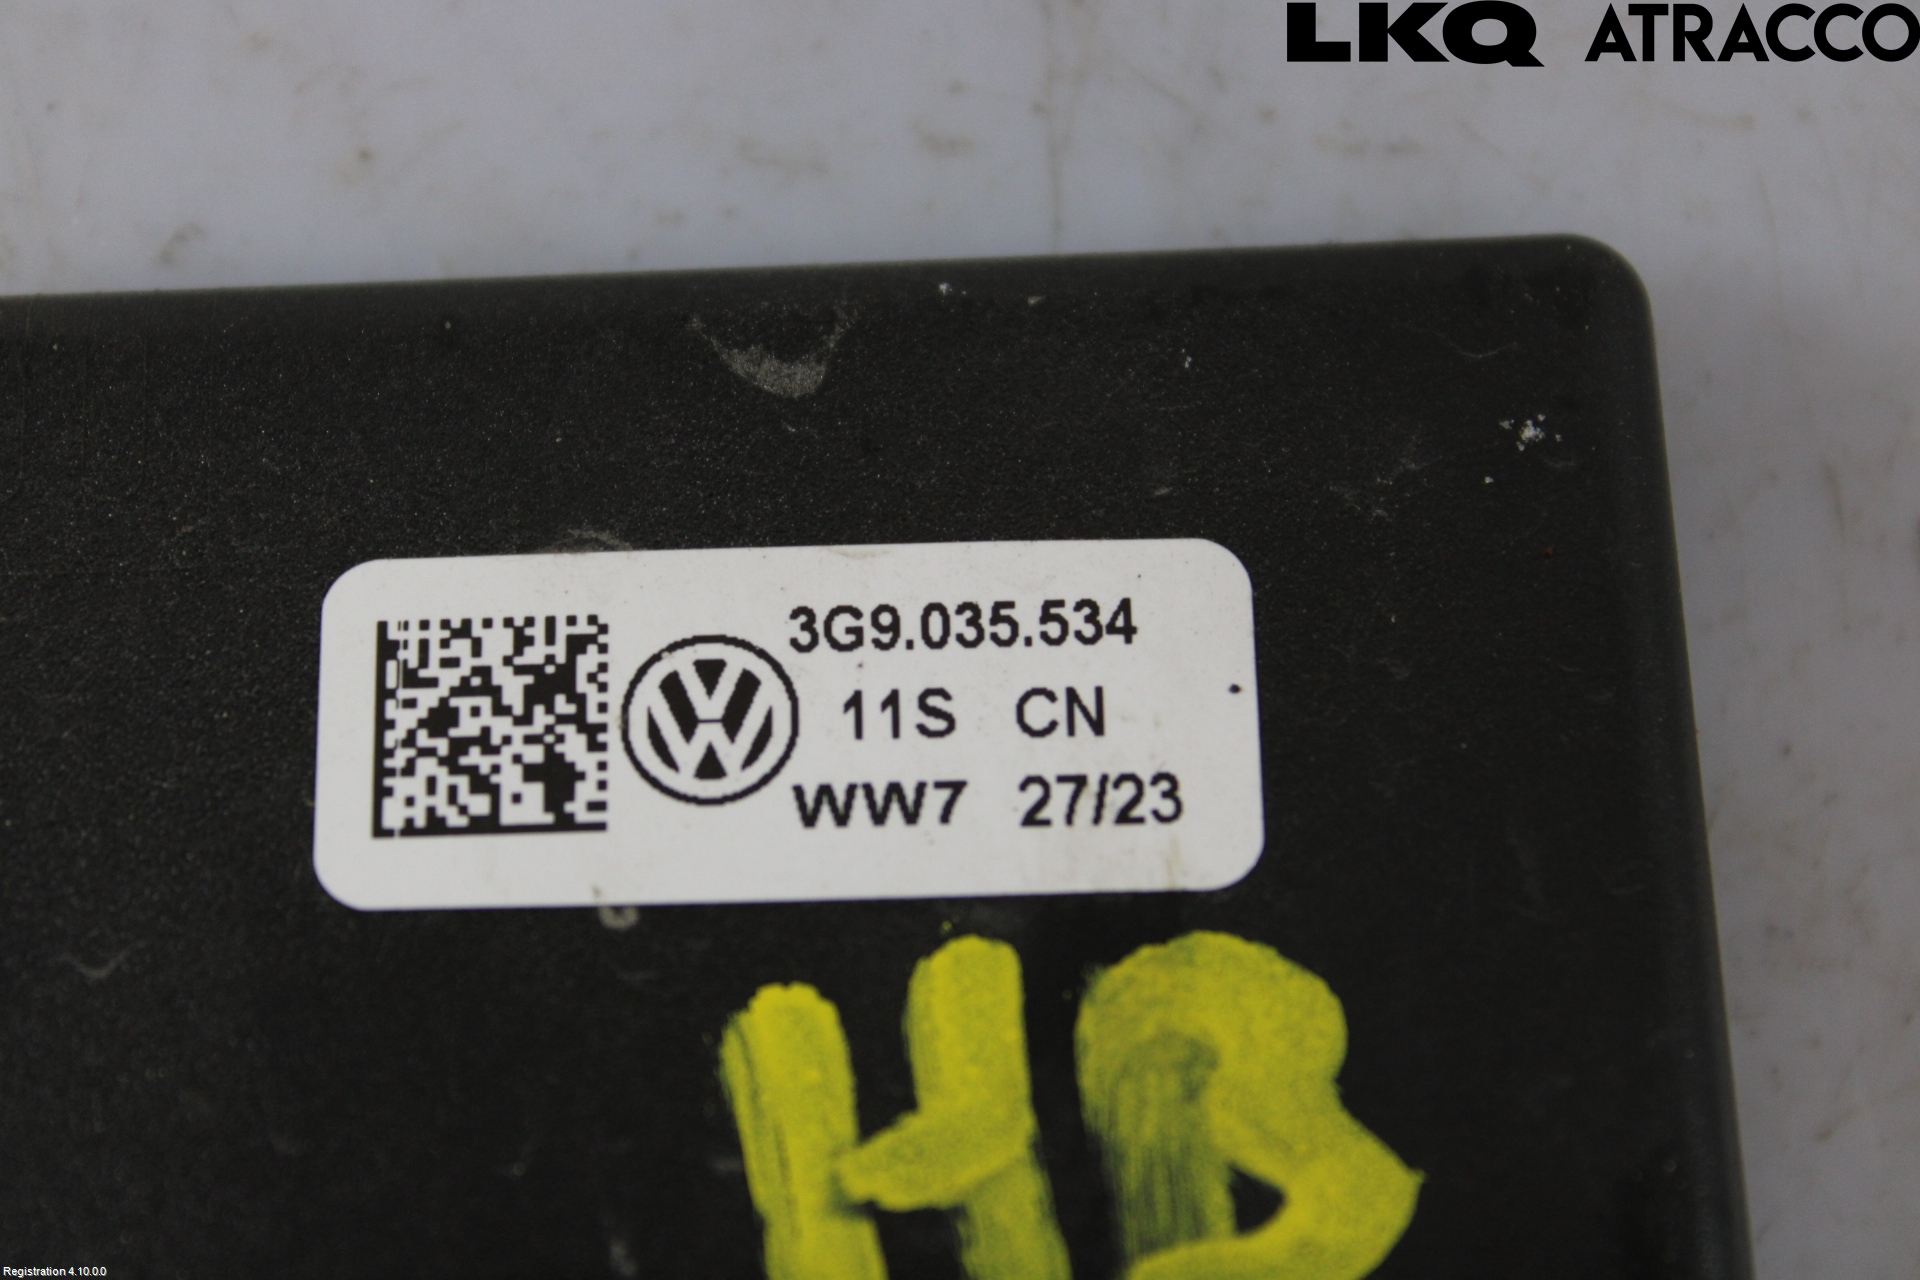 LKQ ATRACCO
3G9.035.534
11S CN
WW7 27/23
HB
Registration 4.10.0.0